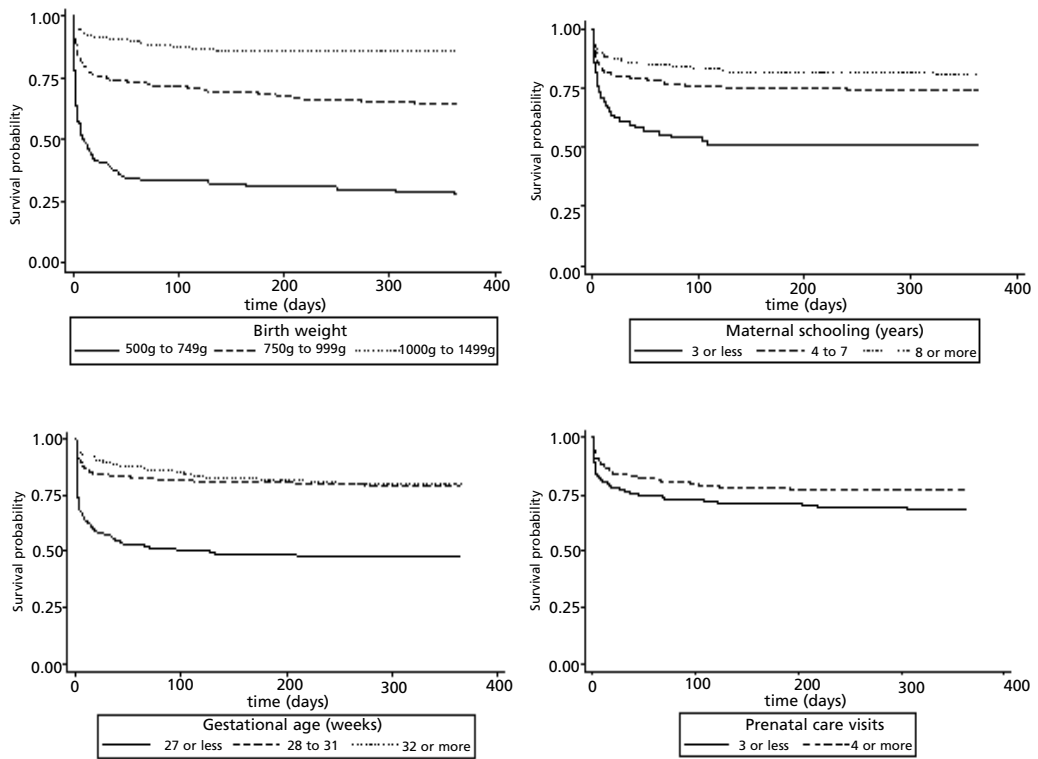 1.00
0.75
0.50
0.25
0.00
Survival probability
0 100 200 300 400
time (days)
Birth weight
500g to 749g 750g to 999g 1000g to 1499g
1.00
0.75
0.50
0.25
0.00
Survival probability
0 100 200 300 400
time (days)
Maternal schooling (years)
3 or less 4 to 7 8 or more
1.00
0.75
0.50
0.25
0.00
Survival probability
0 100 200 300 400
time (days)
Gestational age (weeks)
27 or less 28 to 31 32 or more
1.00
0.75
0.50
0.25
0.00
Survival probability
0 100 200 300 400
time (days)
Prenatal care visits
3 or less 4 or more